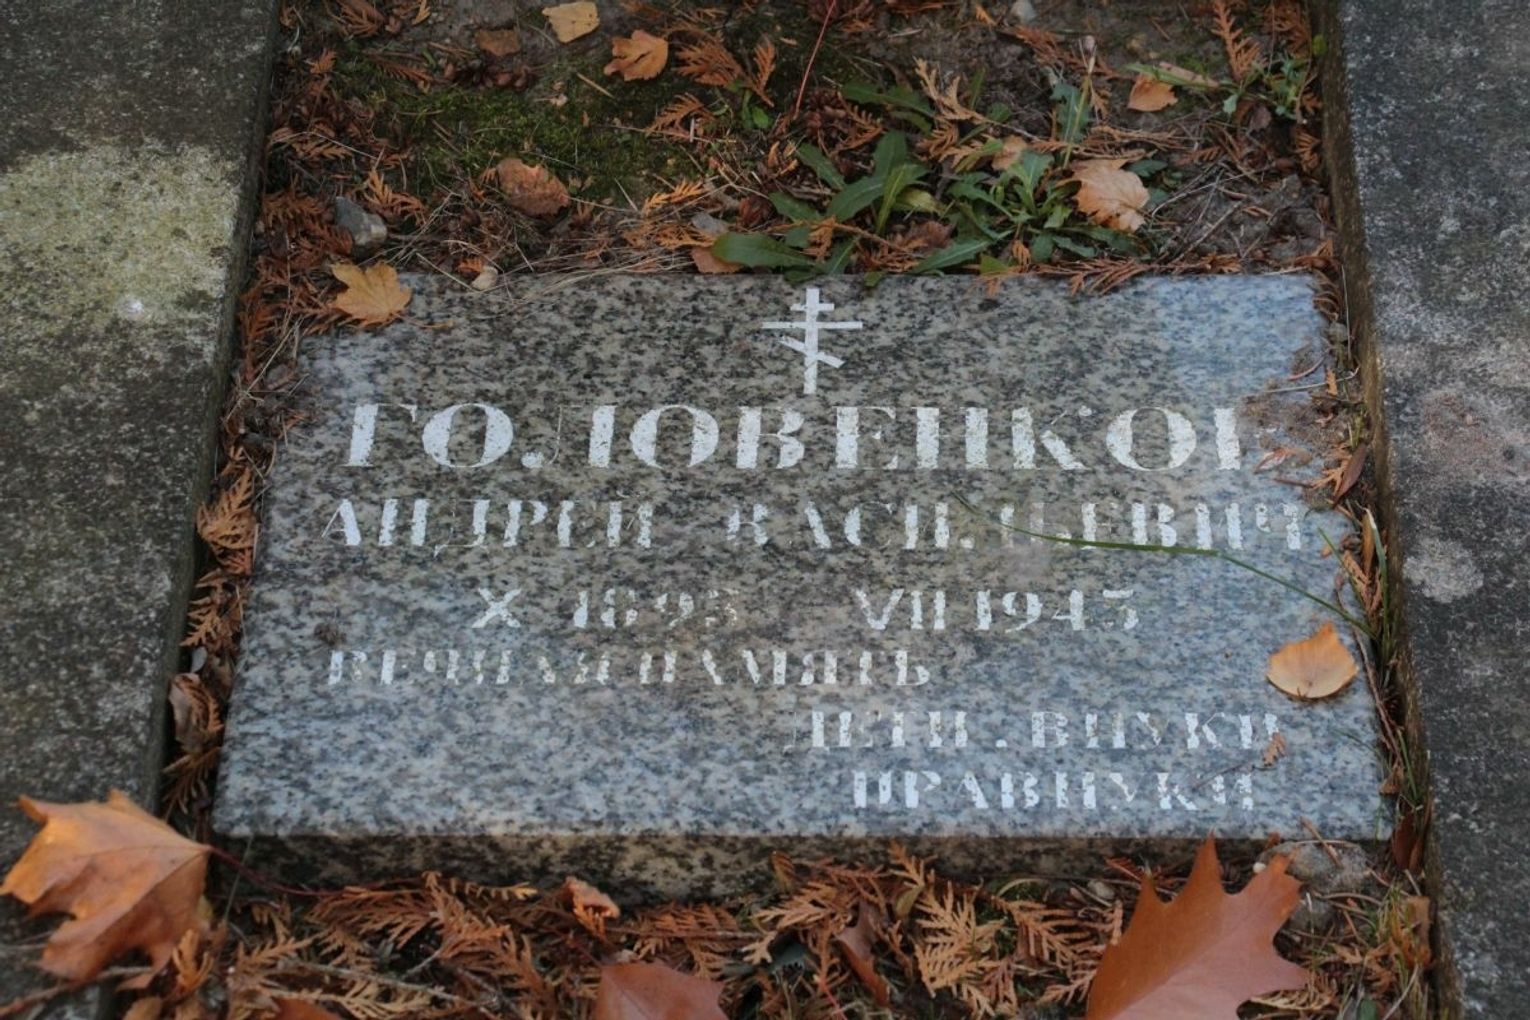 ГОЛОВЕНКОВ
АНДРЕЙ ВАСИЛЬЕВИЧ
X 1893 VII 1943
ВЕЧНАЯ ПАМЯТЬ
ДЕТИ. ВНУКИ
ПРАВНУКИ